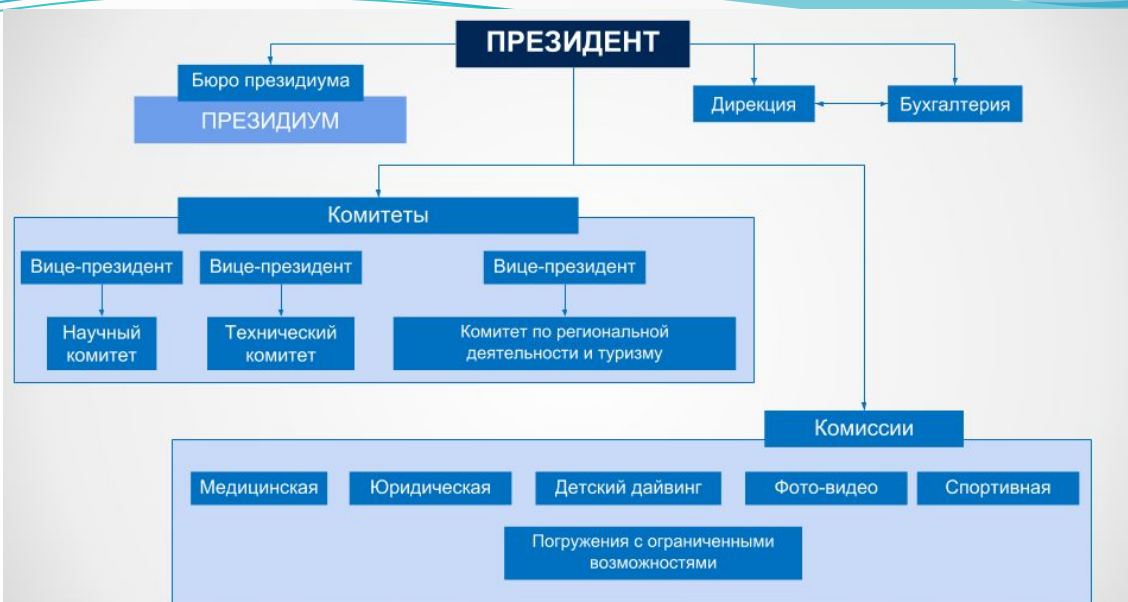 ПРЕЗИДЕНТ
Бюро президиума
ПРЕЗИДИУМ
Дирекция
Бухгалтерия
Комитеты
Вице-президент
Вице-президент
Вице-президент
Научный
комитет
Технический
комитет
Комитет по региональной
деятельности и туризму
Комиссии
Медицинская
Юридическая
Детский дайвинг
Фото-видео
Спортивная
Погружения с ограниченными
возможностями